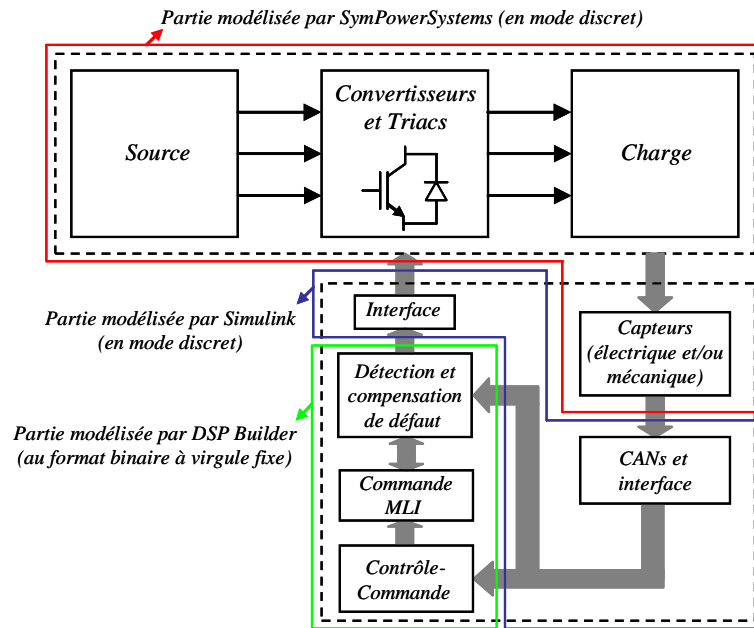 Partie modélisée par SymPowerSystems (en mode discret)
Source
Convertisseurs
et Triacs
Charge
Interface
Partie modélisée par Simulink
(en mode discret)
Capteurs
(électrique et/ou
mécanique)
Détection et
compensation
de défaut
Partie modélisée par DSP Builder
(au format binaire à virgule fixe)
CANs et
interface
Commande
MLI
Contrôle-
Commande